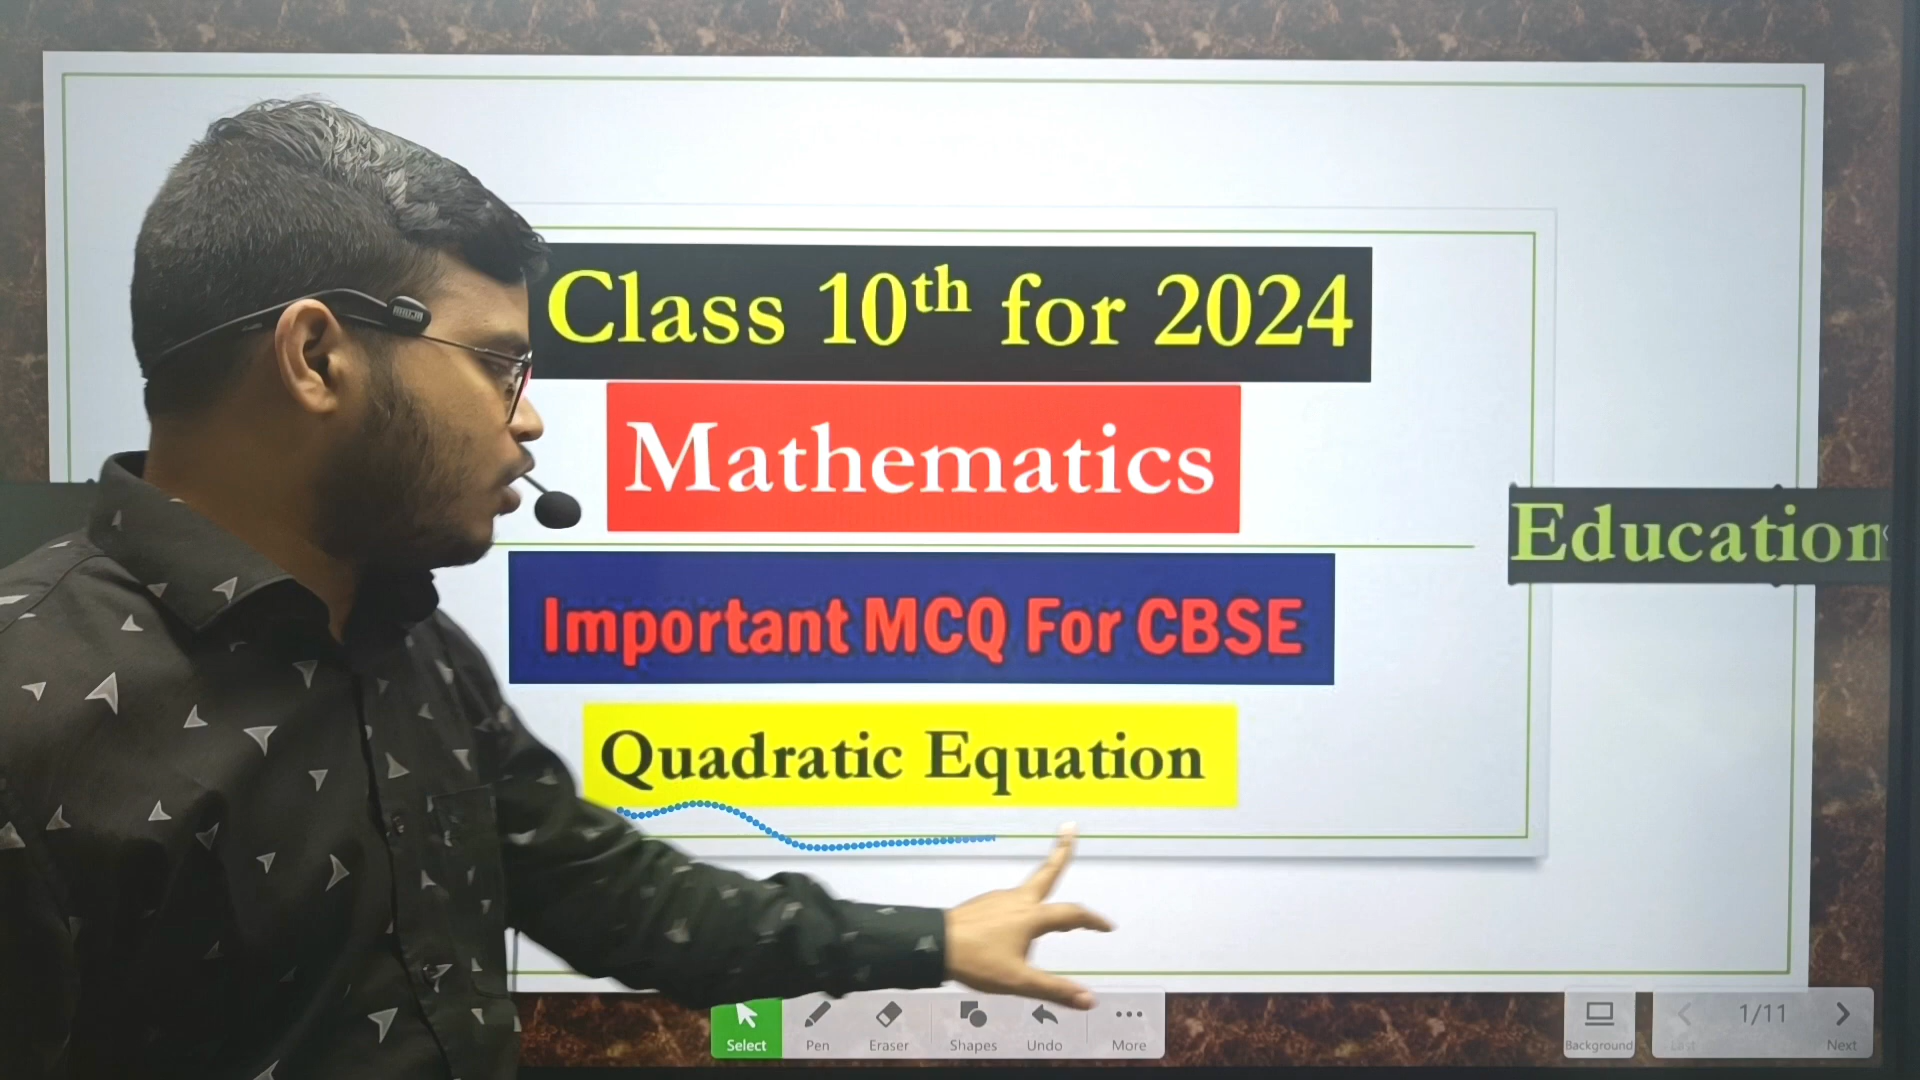 Class 10th for 2024
Mathematics
Education
Important MCQ For CBSE
Quadratic Equation
Select
Pen
Eraser
Shapes
Undo
More
Background
1/11
Last
Next